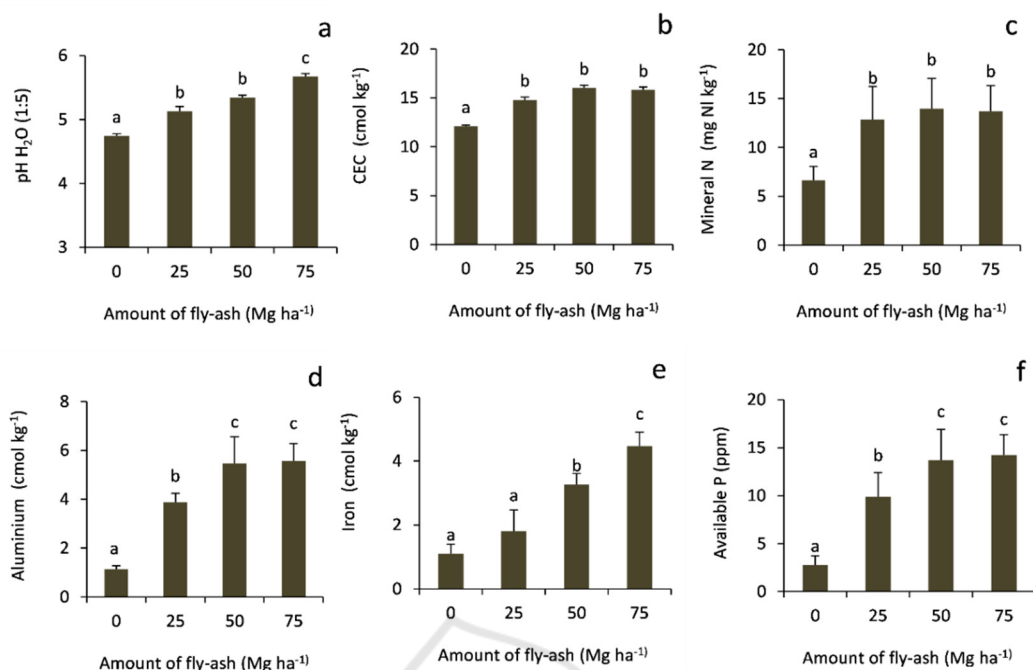 a
pH H₂O (1:5)
6
5
4
3
a
b
b
c
0 25 50 75
Amount of fly-ash (Mg ha⁻¹)
b
CEC (cmol kg⁻¹)
20
15
10
5
0
a
b
b
b
0 25 50 75
Amount of fly-ash (Mg ha⁻¹)
c
Mineral N (mg Nl kg⁻¹)
20
15
10
5
0
a
b
b
b
0 25 50 75
Amount of fly-ash (Mg ha⁻¹)
d
Aluminium (cmol kg⁻¹)
8
6
4
2
0
a
b
c
c
0 25 50 75
Amount of fly-ash (Mg ha⁻¹)
e
Iron (cmol kg⁻¹)
6
4
2
0
a
a
b
c
0 25 50 75
Amount of fly-ash (Mg ha⁻¹)
f
Available P (ppm)
20
15
10
5
0
a
b
c
c
0 25 50 75
Amount of fly-ash (Mg ha⁻¹)